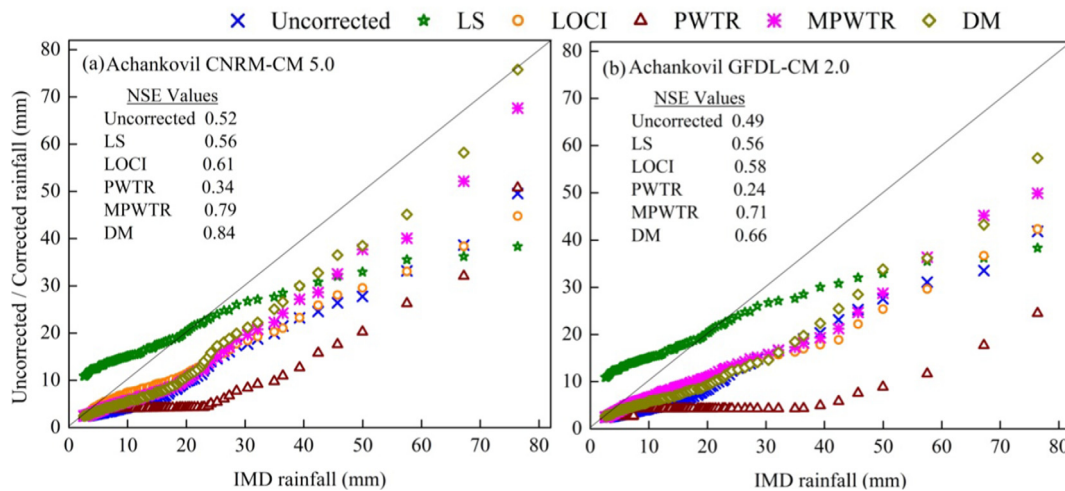 Uncorrected LS LOCI PWTR MPWTR DM
Uncorrected / Corrected rainfall (mm)
80
70
60
50
40
30
20
10
0
(a) Achankovil CNRM-CM 5.0
NSE Values
Uncorrected 0.52
LS 0.56
LOCI 0.61
PWTR 0.34
MPWTR 0.79
DM 0.84
0 10 20 30 40 50 60 70 80
IMD rainfall (mm)
80
70
60
50
40
30
20
10
0
(b) Achankovil GFDL-CM 2.0
NSE Values
Uncorrected 0.49
LS 0.56
LOCI 0.58
PWTR 0.24
MPWTR 0.71
DM 0.66
0 10 20 30 40 50 60 70 80
IMD rainfall (mm)